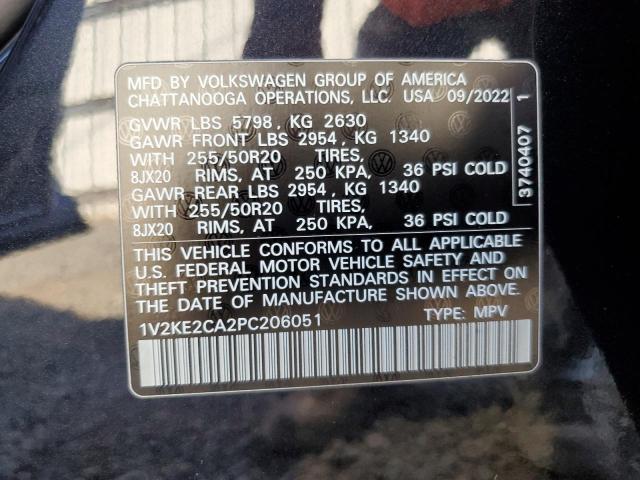 MFD BY VOLKSWAGEN GROUP OF AMERICA
CHATTANOOGA OPERATIONS, LLC. USA 09/2022 1
GVWR LBS 5798, KG 2630
GAWR FRONT LBS 2954, KG 1340
WITH 255/50R20 TIRES,
8JX20 RIMS, AT 250 KPA, 36 PSI COLD
GAWR REAR LBS 2954, KG 1340
WITH 255/50R20 TIRES,
8JX20 RIMS, AT 250 KPA, 36 PSI COLD
3740407
THIS VEHICLE CONFORMS TO ALL APPLICABLE
U.S. FEDERAL MOTOR VEHICLE SAFETY AND
THEFT PREVENTION STANDARDS IN EFFECT ON
THE DATE OF MANUFACTURE SHOWN ABOVE.
1V2KE2CA2PC206051 TYPE: MPV